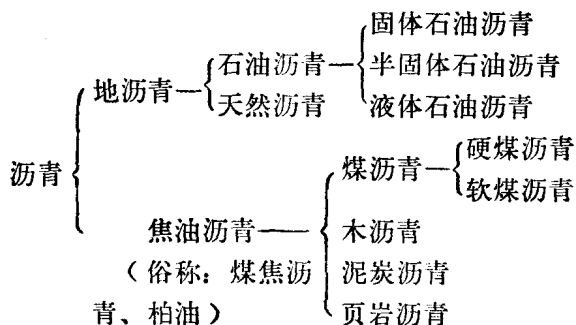 沥青
地沥青
石油沥青
固体石油沥青
半固体石油沥青
液体石油沥青
天然沥青
焦油沥青
(俗称：煤焦沥
青、柏油)
煤沥青
硬煤沥青
软煤沥青
木沥青
泥炭沥青
页岩沥青